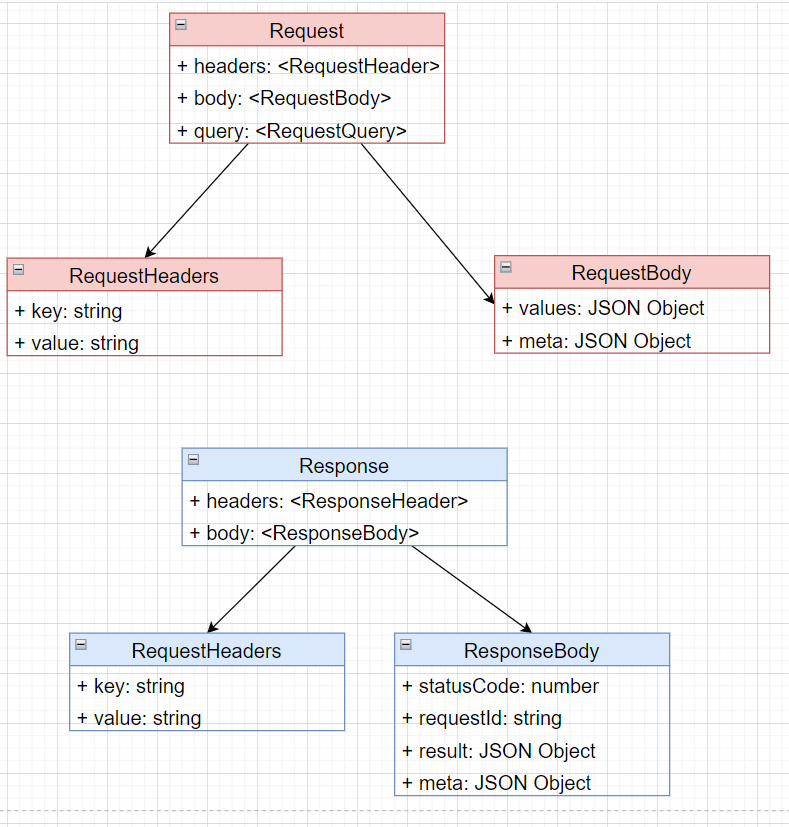 Request
+ headers: <RequestHeader>
+ body: <RequestBody>
+ query: <RequestQuery>
RequestHeaders
+ key: string
+ value: string
RequestBody
+ values: JSON Object
+ meta: JSON Object
Response
+ headers: <ResponseHeader>
+ body: <ResponseBody>
RequestHeaders
+ key: string
+ value: string
ResponseBody
+ statusCode: number
+ requestId: string
+ result: JSON Object
+ meta: JSON Object